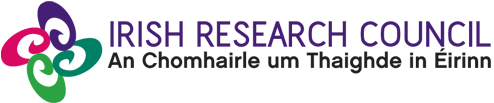 IRISH RESEARCH COUNCIL
An Chomhairle um Thaighde in Éirinn